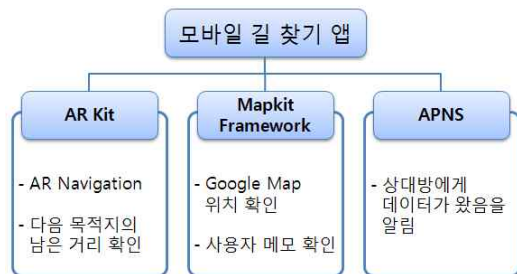 모바일 길 찾기 앱
AR Kit
- AR Navigation
- 다음 목적지의
남은 거리 확인
Mapkit
Framework
- Google Map
위치 확인
- 사용자 메모 확인
APNS
- 상대방에게
데이터가 왔음을
알림